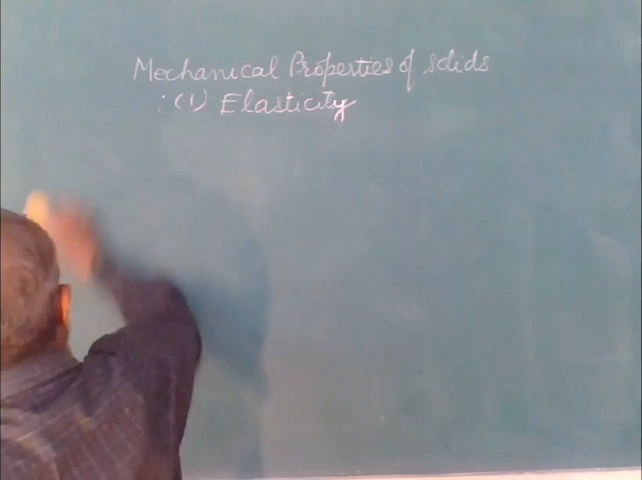 Mechanical Properties of solids
:(1) Elasticity